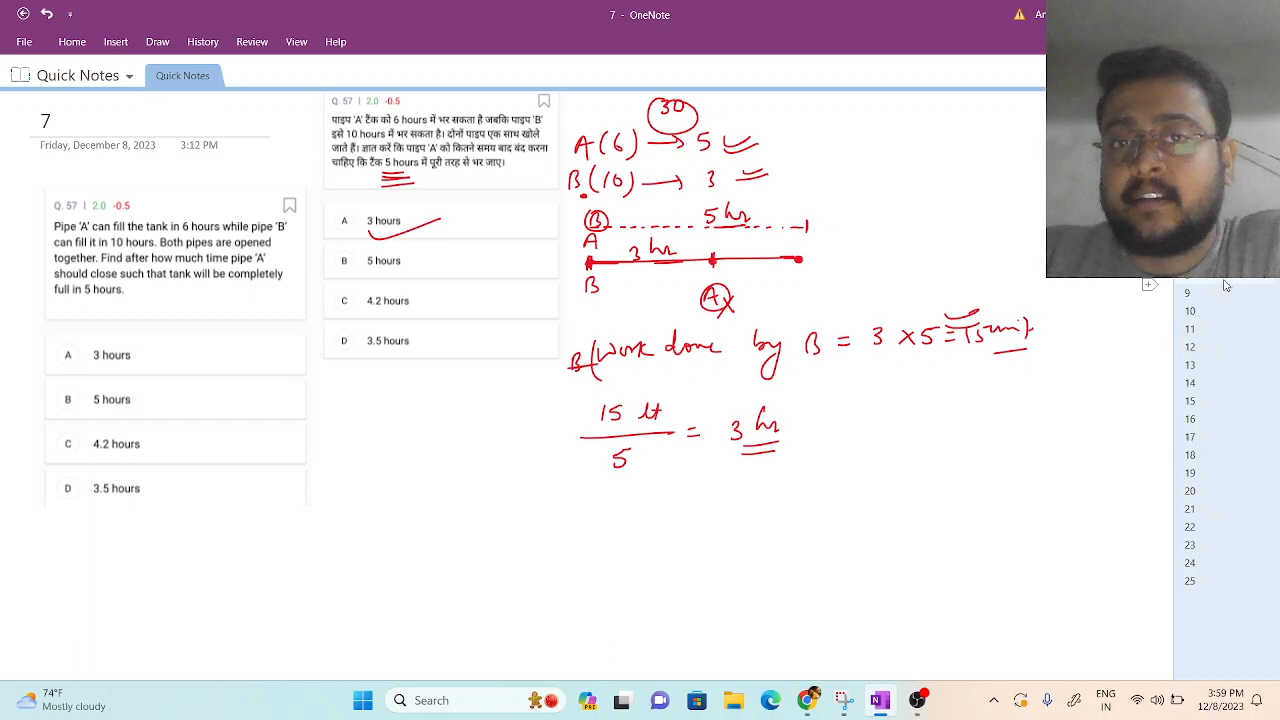 7 - OneNote
File
Home
Insert
Draw
History
Review
View
Help
Quick Notes
Quick Notes
7
Friday, December 8, 2023 3:12 PM
Q. 57 | 2.0 -0.5
Pipe 'A' can fill the tank in 6 hours while pipe 'B'
can fill it in 10 hours. Both pipes are opened
together. Find after how much time pipe 'A'
should close such that tank will be completely
full in 5 hours.
A 3 hours
B 5 hours
C 4.2 hours
D 3.5 hours
Q. 57 | 2.0 -0.5
पाइप 'A' टैंक को 6 hours में भर सकता है जबकि पाइप 'B'
इसे 10 hours में भर सकता है। दोनों पाइप एक साथ खोले
जाते हैं। ज्ञात करें कि पाइप 'A' को कितने समय बाद बंद करना
चाहिए कि टैंक 5 hours में पूरी तरह से भर जाए।
A 3 hours
B 5 hours
C 4.2 hours
D 3.5 hours
30
A (6) → 5
B (10) → 3
B 5 hr
A 3 hr
B
A x
B (Work done by B = 3 × 5 = 15 unit
15 lt
5
= 3 hr
9
10
11
12
13
14
15
16
17
18
19
20
21
22
23
24
25
74°F
Mostly cloudy
Search
ENG
IN
3:59 PM
12/8/2023